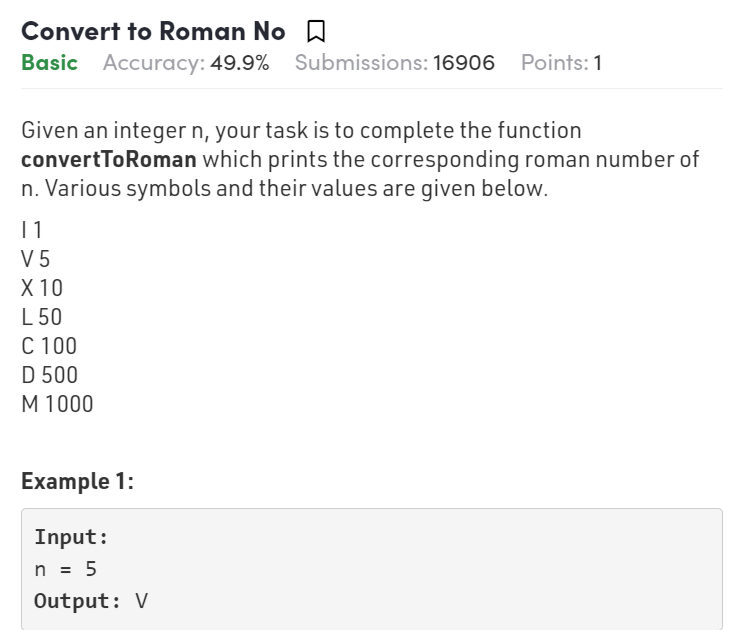 Convert to Roman No
Basic Accuracy: 49.9% Submissions: 16906 Points: 1
Given an integer n, your task is to complete the function
convertToRoman which prints the corresponding roman number of
n. Various symbols and their values are given below.
I 1
V 5
X 10
L 50
C 100
D 500
M 1000
Example 1:
Input:
n = 5
Output: V